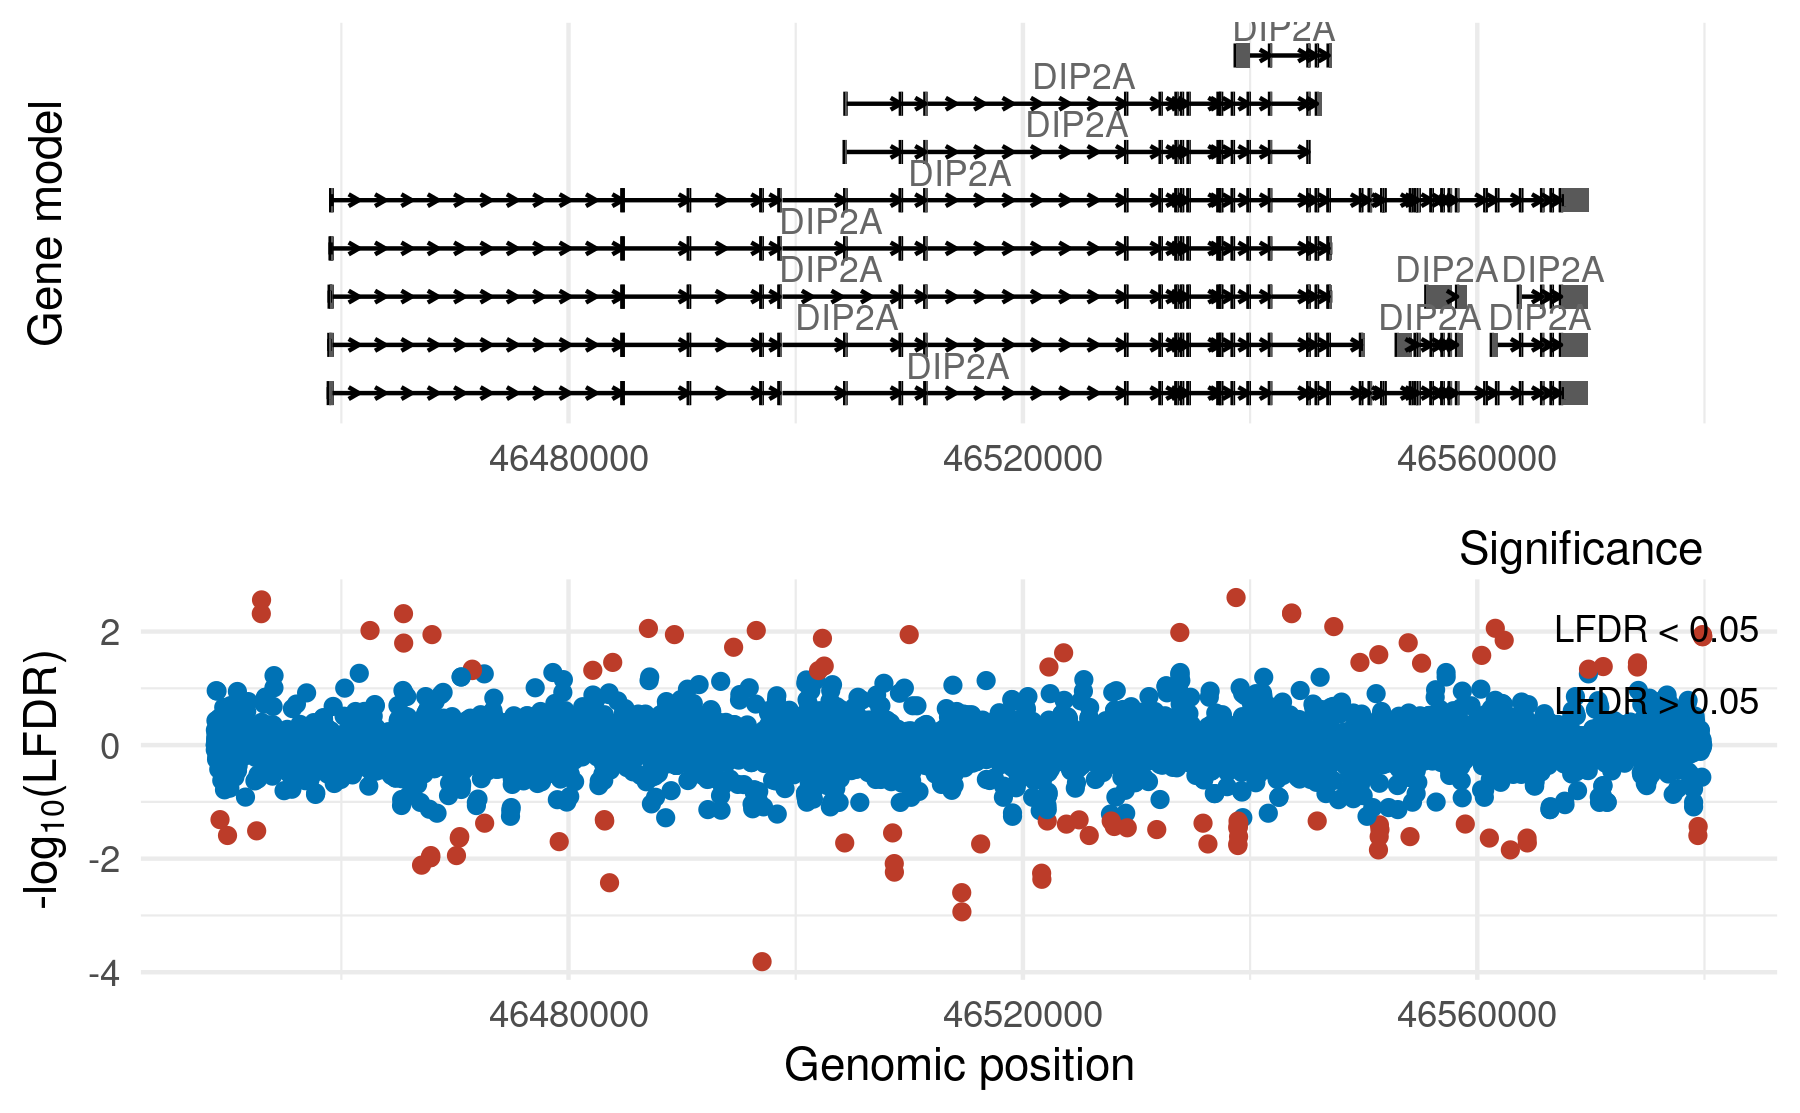 Gene model
DIP2A
DIP2A
DIP2A
DIP2A
DIP2A
DIP2A DIP2A DIP2A
DIP2A DIP2A DIP2A
DIP2A
46480000 46520000 46560000
Significance
LFDR < 0.05
LFDR > 0.05
-log10(LFDR)
2
0
-2
-4
46480000 46520000 46560000
Genomic position